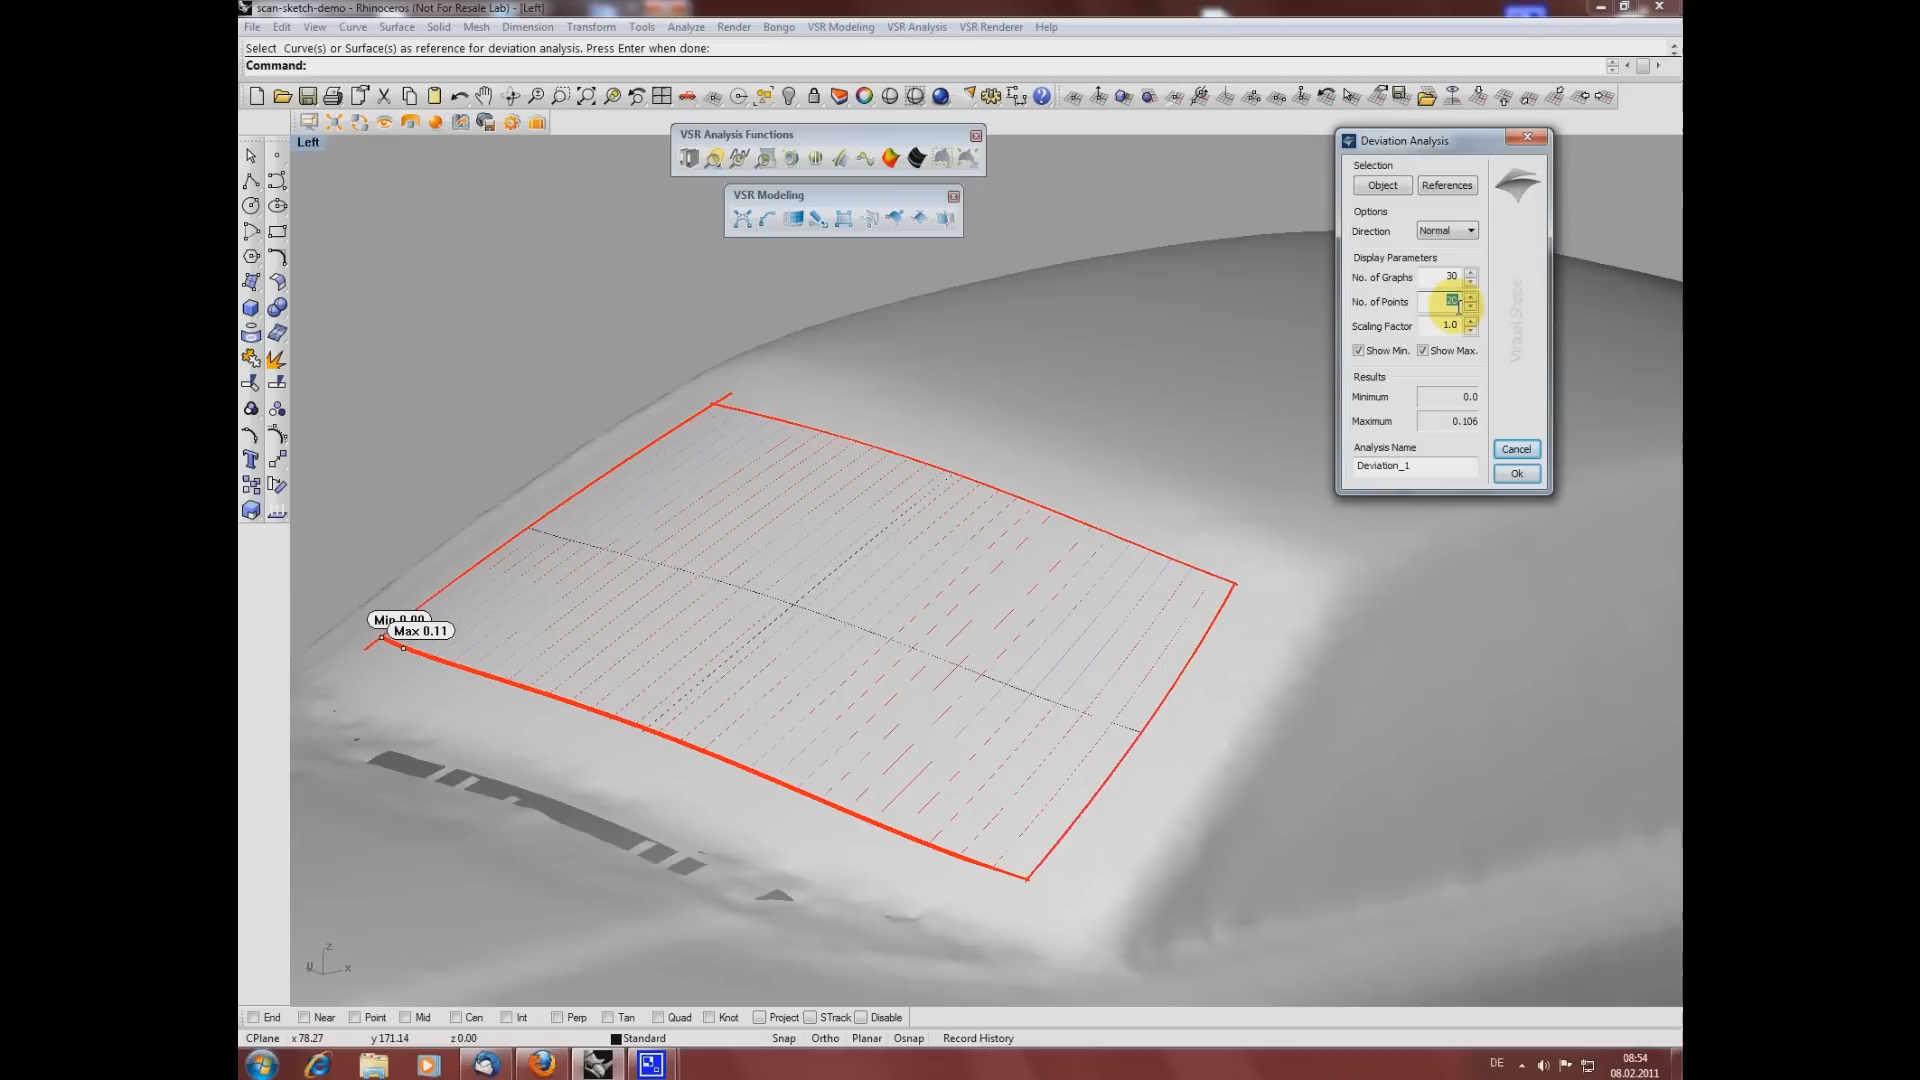 scan-sketch-demo - Rhinoceros (Not For Resale Lab) - [Left]
File Edit View Curve Surface Solid Mesh Dimension Transform Tools Analyze Render Bongo VSR Modeling VSR Analysis VSR Renderer Help
Select Curve(s) or Surface(s) as reference for deviation analysis. Press Enter when done:
Command:
Left
VSR Analysis Functions
VSR Modeling
Deviation Analysis
Selection
Object References
Options
Direction Normal
Display Parameters
No. of Graphs 30
No. of Points 20
Scaling Factor 1.0
Show Min. Show Max.
Results
Minimum 0.0
Maximum 0.106
Analysis Name
Deviation_1
Cancel
Ok
Virtual Shape
Min 0.00
Max 0.11
z
y x
End Near Point Mid Cen Int Perp Tan Quad Knot Project STrack Disable
CPlane x 78.27 y 171.14 z 0.00 Standard Snap Ortho Planar Osnap Record History
DE 08:54
08.02.2011